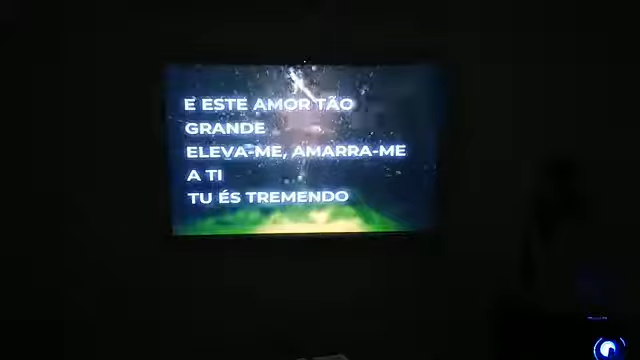 E ESTE AMOR TÃO
GRANDE
ELEVA-ME, AMARRA-ME
A TI
TU ÉS TREMENDO